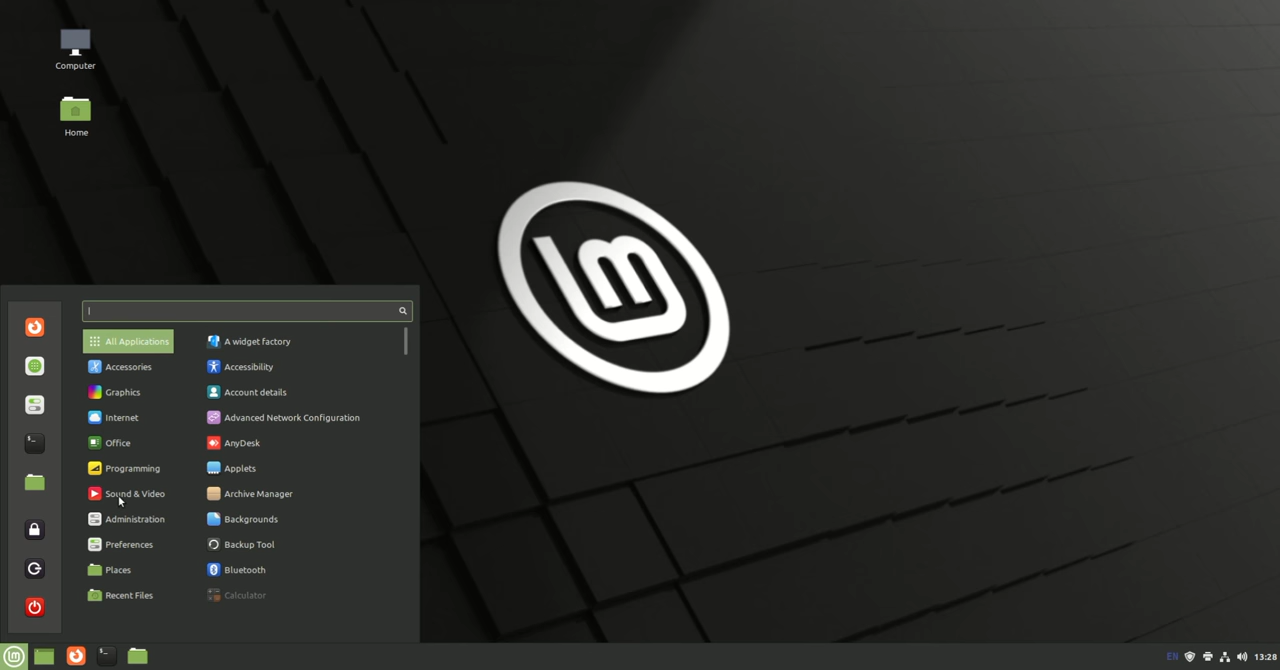 Computer
Home
All Applications
Accessories
Graphics
Internet
Office
Programming
Sound & Video
Administration
Preferences
Places
Recent Files
A widget factory
Accessibility
Account details
Advanced Network Configuration
AnyDesk
Applets
Archive Manager
Backgrounds
Backup Tool
Bluetooth
Calculator
EN
13:28